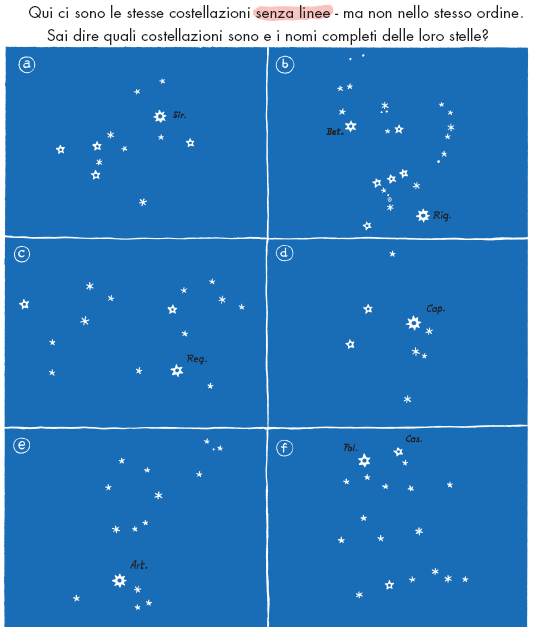 Qui ci sono le stesse costellazioni senza linee - ma non nello stesso ordine.
Sai dire quali costellazioni sono e i nomi completi delle loro stelle?
a
b
Sir.
Bet.
Rig.
c
d
Cap.
Reg.
e
f
Cas.
Pol.
Art.